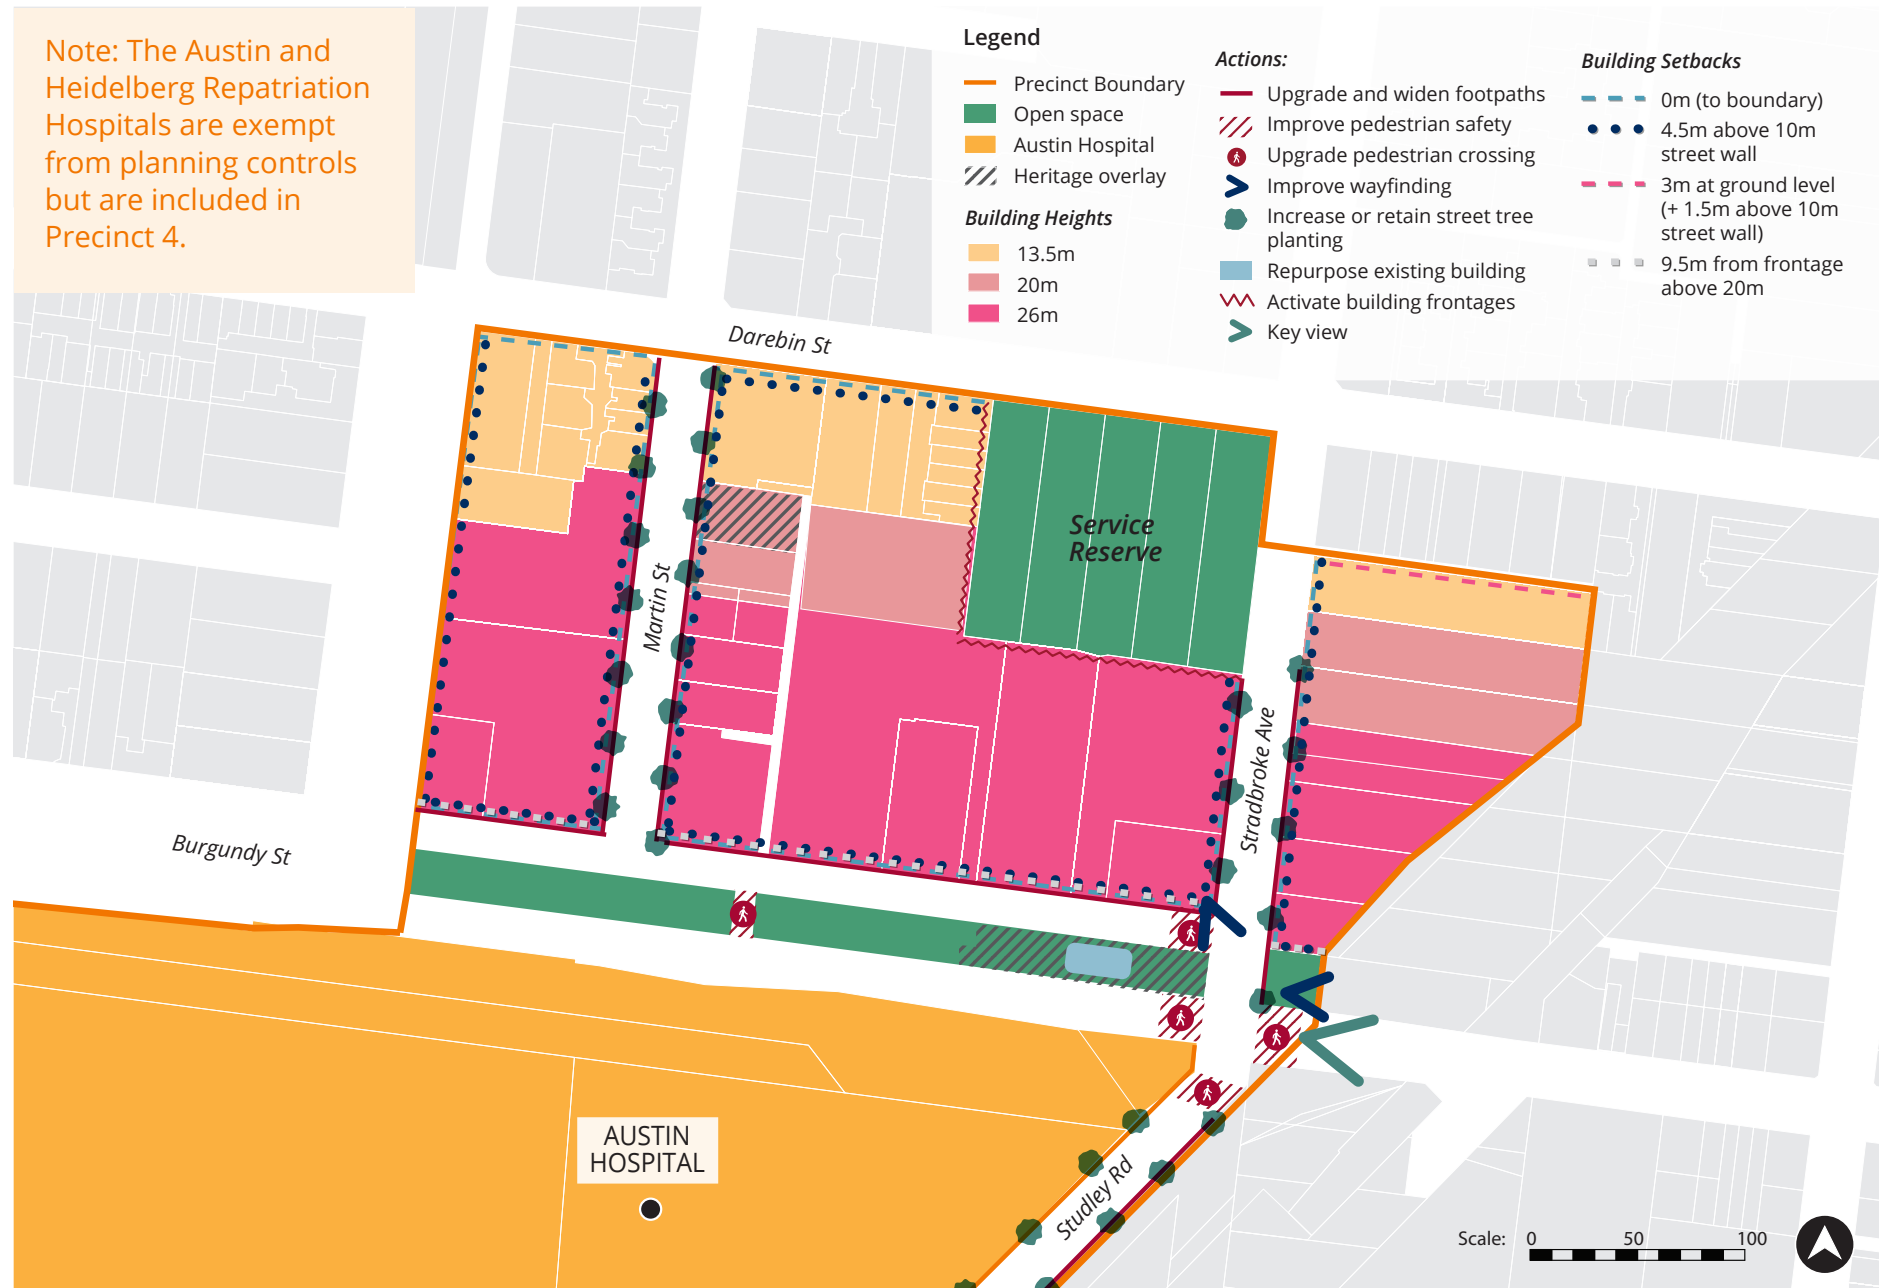 Note: The Austin and
Heidelberg Repatriation
Hospitals are exempt
from planning controls
but are included in
Precinct 4.
Legend
Precinct Boundary
Open space
Austin Hospital
Heritage overlay
Building Heights
13.5m
20m
26m
Actions:
Upgrade and widen footpaths
Improve pedestrian safety
Upgrade pedestrian crossing
Improve wayfinding
Increase or retain street tree
planting
Repurpose existing building
Activate building frontages
Key view
Building Setbacks
0m (to boundary)
4.5m above 10m
street wall
3m at ground level
(+ 1.5m above 10m
street wall)
9.5m from frontage
above 20m
Darebin St
Service
Reserve
Martin St
Stradbroke Ave
Burgundy St
AUSTIN
HOSPITAL
Studley Rd
Scale: 0 50 100